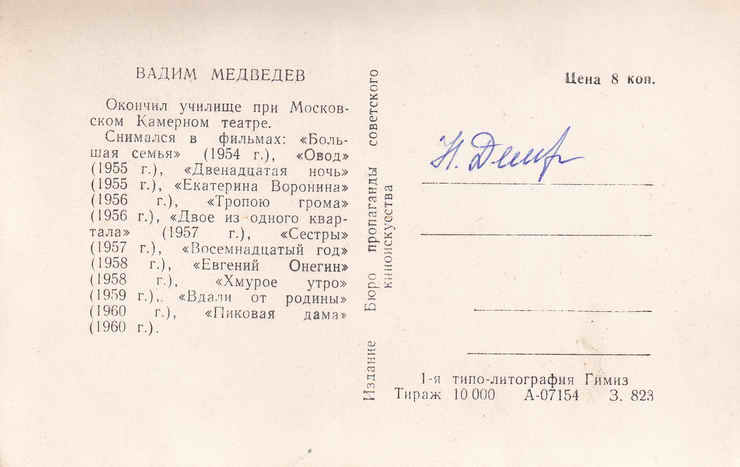 ВАДИМ МЕДВЕДЕВ
Окончил училище при Москов-
ском Камерном театре.
Снимался в фильмах: «Боль-
шая семья» (1954 г.), «Овод»
(1955 г.), «Двенадцатая ночь»
(1955 г.), «Екатерина Воронина»
(1956 г.), «Тропою грома»
(1956 г.), «Двое из одного квар-
тала» (1957 г.), «Сестры»
(1957 г.), «Восемнадцатый год»
(1958 г.), «Евгений Онегин»
(1958 г.), «Хмурое утро»
(1959 г.),. «Вдали от родины»
(1960 г.), «Пиковая дама»
(1960 г.).
Издание Бюро пропаганды советского
киноискусства
Цена 8 коп.
Н.
1-я типо-литография Гимиз
Тираж 10 000 А-07154 З. 823